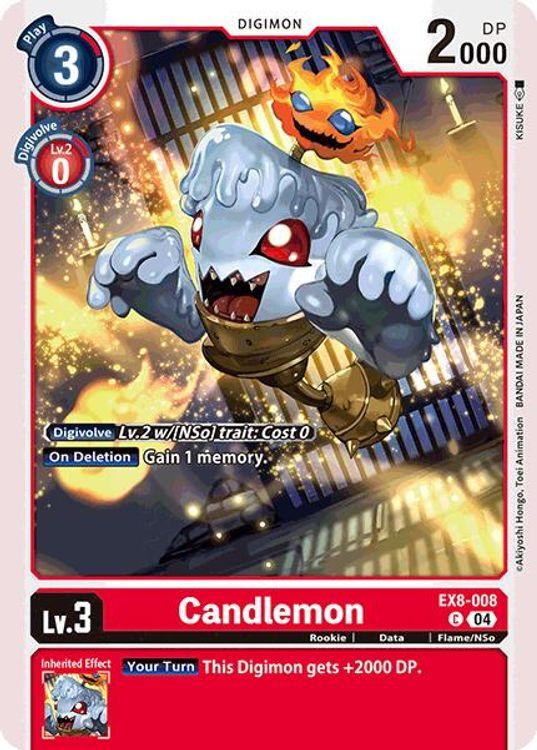 DIGIMON
Play
3
2000
DP
Digivolve
Lv.2
0
KISUKE
Digivolve Lv.2 w/[NSo] trait: Cost 0
On Deletion Gain 1 memory.
©Akiyoshi Hongo, Toei Animation BANDAI MADE IN JAPAN
Lv.3
Candlemon
EX8-008
C 04
Rookie | Data | Flame/NSo
Inherited Effect
Your Turn This Digimon gets +2000 DP.